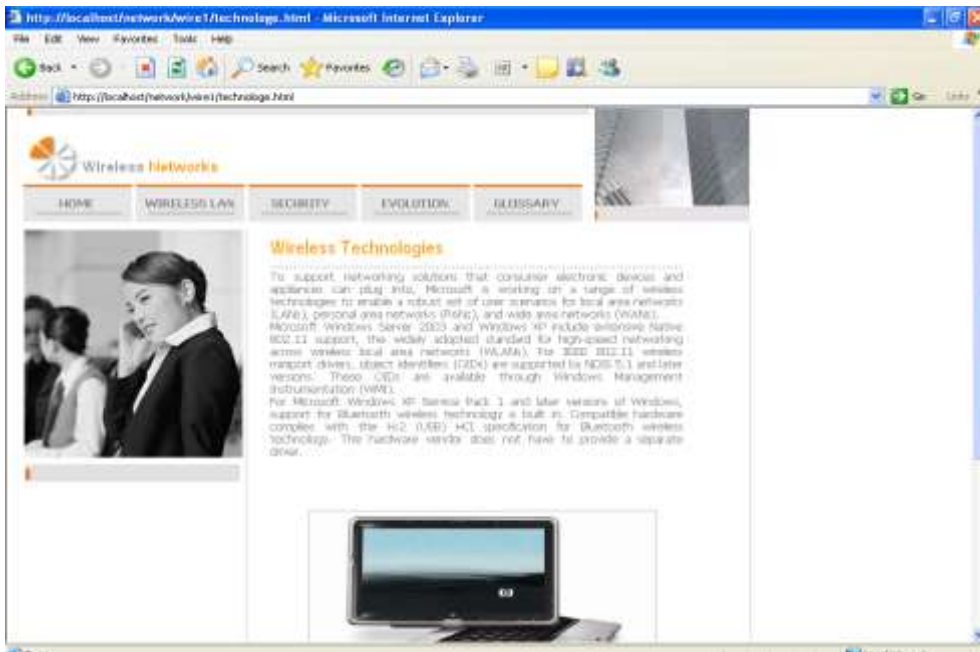 http://localhost/network/wire1/technologe.html - Microsoft Internet Explorer
File Edit View Favorites Tools Help
Back Search Favorites
Address http://localhost/network/wire1/technologe.html Go Links
Wireless Networks
HOME WIRELESS LAN SECURITY EVOLUTION GLOSSARY
Wireless Technologies
To support networking solutions that consumer electronic devices and
appliances can plug into, Microsoft is working on a range of wireless
technologies to enable a robust set of user scenarios for local area networks
(LANs), personal area networks (PANs), and wide area networks (WANs).
Microsoft Windows Server 2003 and Windows XP include extensive Native
802.11 support, the widely adopted standard for high-speed networking
across wireless local area networks (WLANs). For IEEE 802.11 wireless
miniport drivers, object identifiers (OIDs) are supported by NDIS 5.1 and later
versions. These OIDs are available through Windows Management
Instrumentation (WMI).
For Microsoft Windows XP Service Pack 1 and later versions of Windows,
support for Bluetooth wireless technology is built in. Compatible hardware
complies with the H:2 (USB) HCI specification for Bluetooth wireless
technology. The hardware vendor does not have to provide a separate
driver.
hp